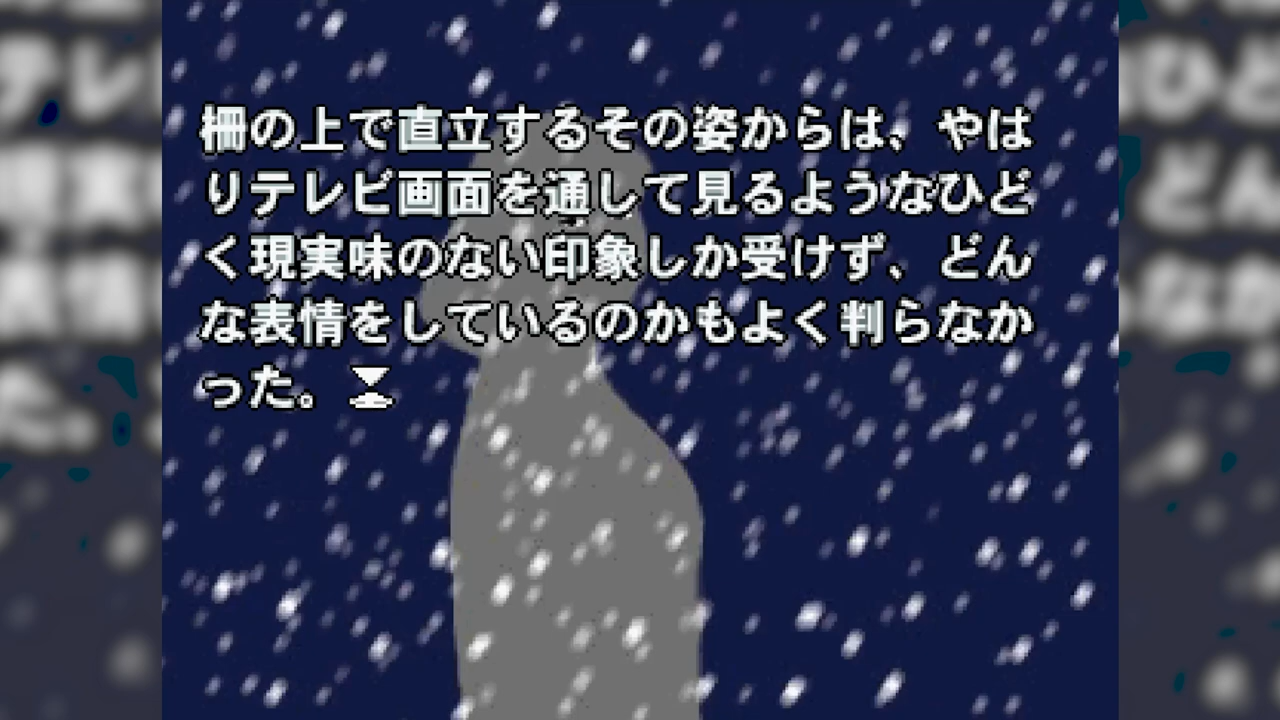 柵の上で直立するその姿からは、やは
りテレビ画面を通して見るようなひど
く現実味のない印象しか受けず、どん
な表情をしているのかもよく判らなか
った。